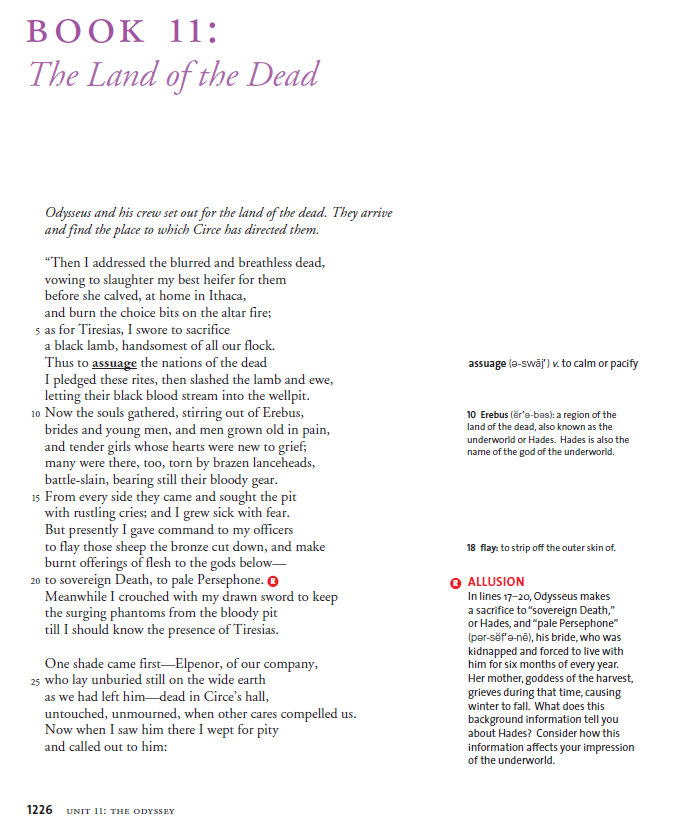 BOOK 11:
The Land of the Dead
Odysseus and his crew set out for the land of the dead. They arrive
and find the place to which Circe has directed them.
“Then I addressed the blurred and breathless dead,
vowing to slaughter my best heifer for them
before she calved, at home in Ithaca,
and burn the choice bits on the altar fire;
5 as for Tiresias, I swore to sacrifice
a black lamb, handsomest of all our flock.
Thus to assuage the nations of the dead
I pledged these rites, then slashed the lamb and ewe,
letting their black blood stream into the wellpit.
10 Now the souls gathered, stirring out of Erebus,
brides and young men, and men grown old in pain,
and tender girls whose hearts were new to grief;
many were there, too, torn by brazen lanceheads,
battle-slain, bearing still their bloody gear.
15 From every side they came and sought the pit
with rustling cries; and I grew sick with fear.
But presently I gave command to my officers
to flay those sheep the bronze cut down, and make
burnt offerings of flesh to the gods below—
20 to sovereign Death, to pale Persephone. R
Meanwhile I crouched with my drawn sword to keep
the surging phantoms from the bloody pit
till I should know the presence of Tiresias.
One shade came first—Elpenor, of our company,
25 who lay unburied still on the wide earth
as we had left him—dead in Circe’s hall,
untouched, unmourned, when other cares compelled us.
Now when I saw him there I wept for pity
and called out to him:
assuage (ə-swāj′) v. to calm or pacify
10 Erebus (ĕr′ə-bəs): a region of the
land of the dead, also known as the
underworld or Hades. Hades is also the
name of the god of the underworld.
18 flay: to strip off the outer skin of.
R ALLUSION
In lines 17–20, Odysseus makes
a sacrifice to “sovereign Death,”
or Hades, and “pale Persephone”
(pər-sĕf′ə-nē), his bride, who was
kidnapped and forced to live with
him for six months of every year.
Her mother, goddess of the harvest,
grieves during that time, causing
winter to fall. What does this
background information tell you
about Hades? Consider how this
information affects your impression
of the underworld.
1226 UNIT 11: THE ODYSSEY